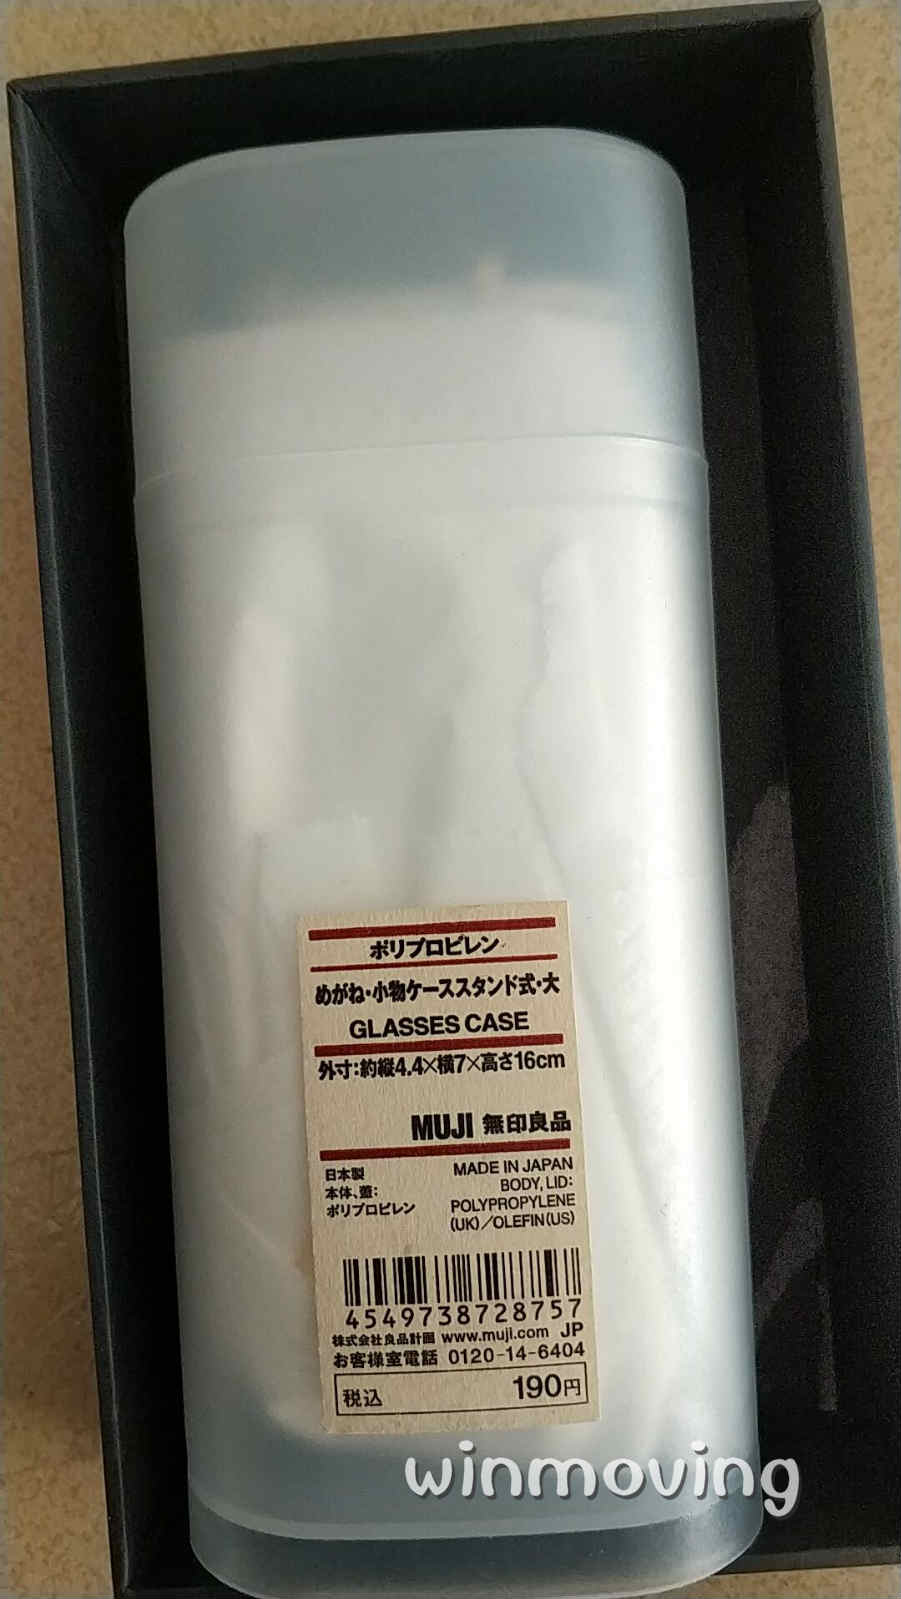 ポリプロピレン
めがね・小物ケーススタンド式・大
GLASSES CASE
外寸:約縦4.4×横7×高さ16cm
MUJI 無印良品
日本製
本体、蓋:
ポリプロピレン
MADE IN JAPAN
BODY, LID:
POLYPROPYLENE
(UK)/OLEFIN(US)
4549738728757
株式会社良品計画 www.muji.com JP
お客様室電話 0120-14-6404
税込 190円
winmoving